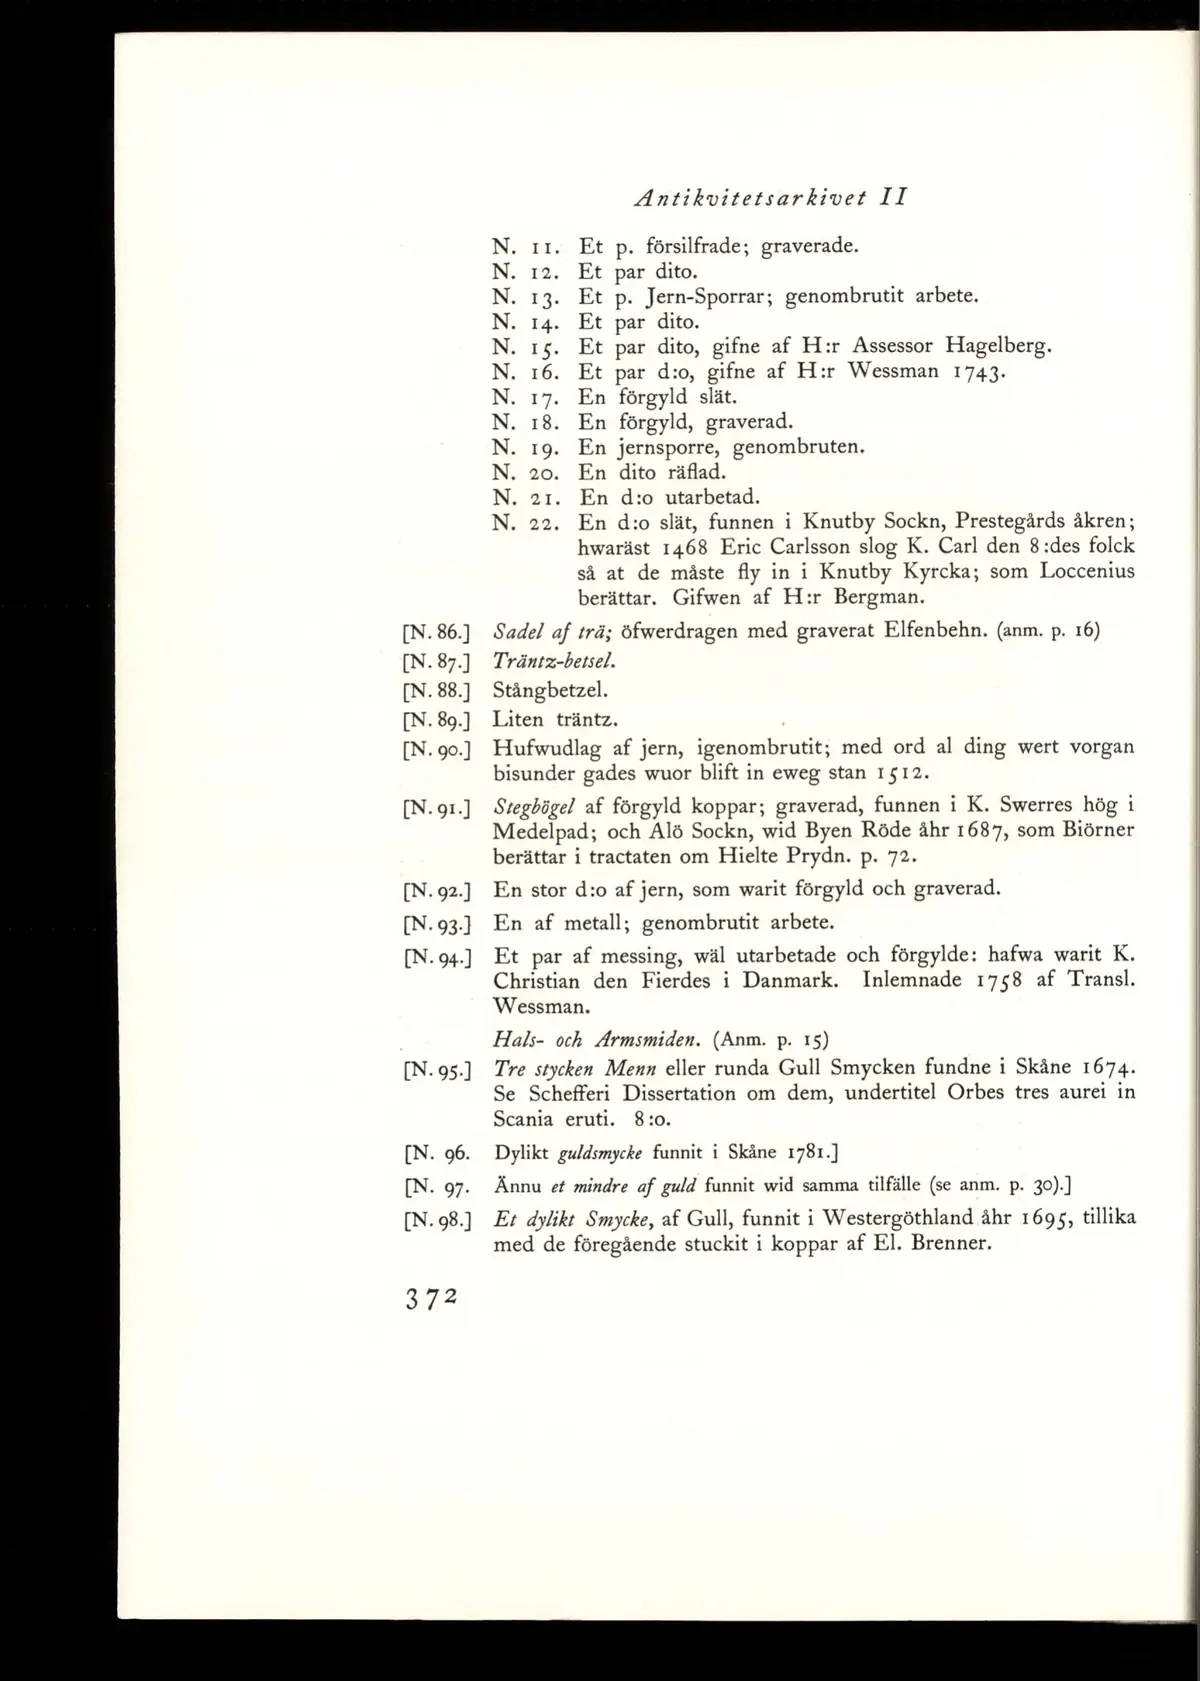 Antikvitetsarkivet II
N. 11. Et p. försilfrade; graverade.
N. 12. Et par dito.
N. 13. Et p. Jern-Sporrar; genombrutit arbete.
N. 14. Et par dito.
N. 15. Et par dito, gifne af H:r Assessor Hagelberg.
N. 16. Et par d:o, gifne af H:r Wessman 1743.
N. 17. En förgyld slät.
N. 18. En förgyld, graverad.
N. 19. En jernsporre, genombruten.
N. 20. En dito räflad.
N. 21. En d:o utarbetad.
N. 22. En d:o slät, funnen i Knutby Sockn, Prestegårds åkren;
hwaräst 1468 Eric Carlsson slog K. Carl den 8:des folck
så at de måste fly in i Knutby Kyrcka; som Loccenius
berättar. Gifwen af H:r Bergman.
[N. 86.] Sadel af trä; öfwerdragen med graverat Elfenbehn. (anm. p. 16)
[N. 87.] Träntz-betsel.
[N. 88.] Stångbetzel.
[N. 89.] Liten träntz.
[N. 90.] Hufwudlag af jern, igenombrutit; med ord al ding wert vorgan
bisunder gades wuor blift in eweg stan 1512.
[N. 91.] Stegbögel af förgyld koppar; graverad, funnen i K. Swerres hög i
Medelpad; och Alö Sockn, wid Byen Röde åhr 1687, som Biörner
berättar i tractaten om Hielte Prydn. p. 72.
[N. 92.] En stor d:o af jern, som warit förgyld och graverad.
[N. 93.] En af metall; genombrutit arbete.
[N. 94.] Et par af messing, wäl utarbetade och förgylde: hafwa warit K.
Christian den Fierdes i Danmark. Inlemnade 1758 af Transl.
Wessman.
Hals- och Armsmiden. (Anm. p. 15)
[N. 95.] Tre stycken Menn eller runda Gull Smycken fundne i Skåne 1674.
Se Schefferi Dissertation om dem, undertitel Orbes tres aurei in
Scania eruti. 8:o.
[N. 96. Dylikt guldsmycke funnit i Skåne 1781.]
[N. 97. Ännu et mindre af guld funnit wid samma tilfälle (se anm. p. 30).]
[N. 98.] Et dylikt Smycke, af Gull, funnit i Westergöthland åhr 1695, tillika
med de föregående stuckit i koppar af El. Brenner.
372